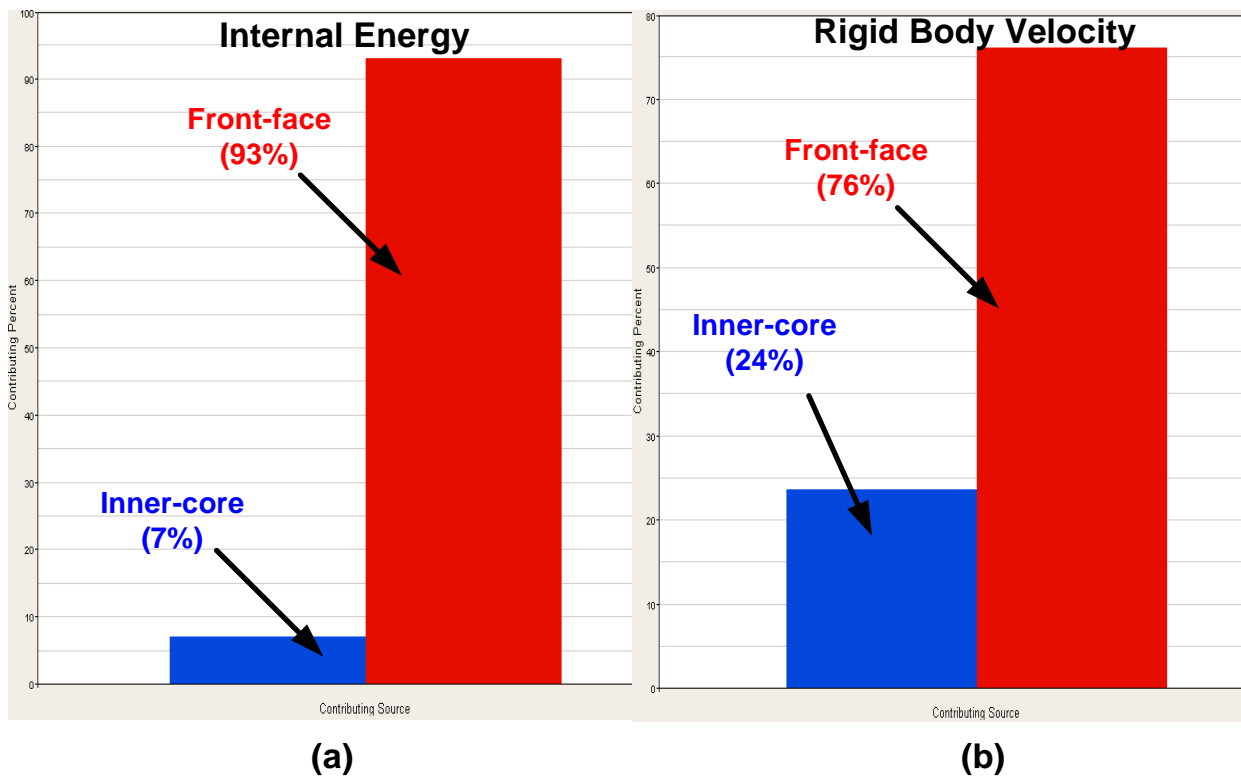 Internal Energy
100
90
80
70
60
50
40
30
20
10
0
Contributing Percent
Front-face
(93%)
Inner-core
(7%)
Contributing Source
(a)
Rigid Body Velocity
80
70
60
50
40
30
20
10
0
Contributing Percent
Front-face
(76%)
Inner-core
(24%)
Contributing Source
(b)